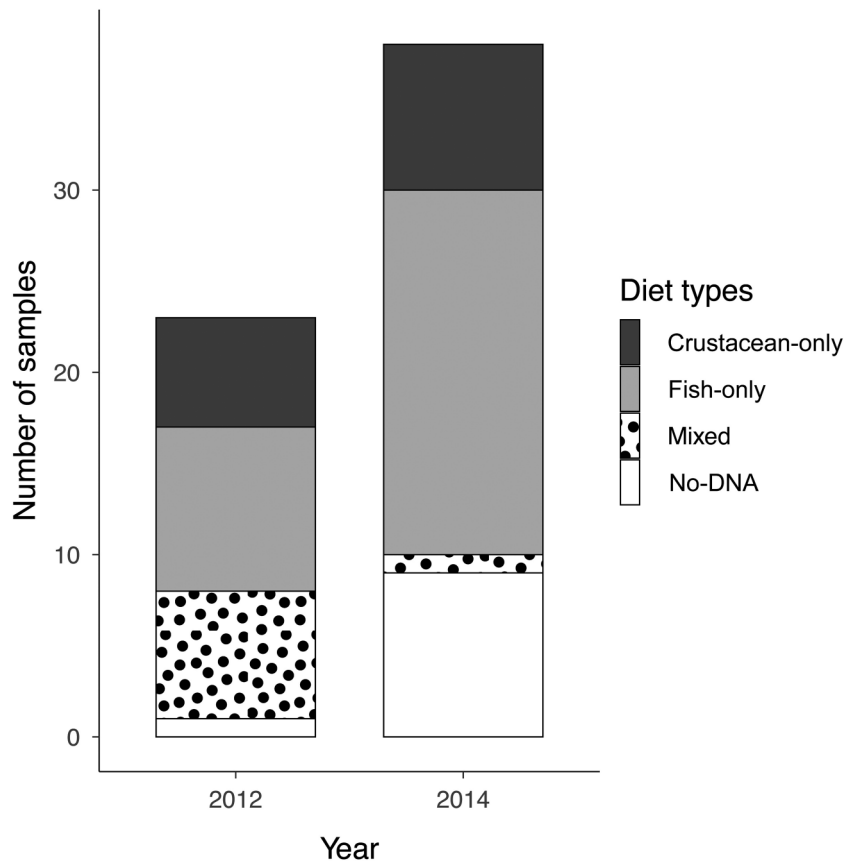 Number of samples
30
20
10
0
2012
2014
Year
Diet types
Crustacean-only
Fish-only
Mixed
No-DNA